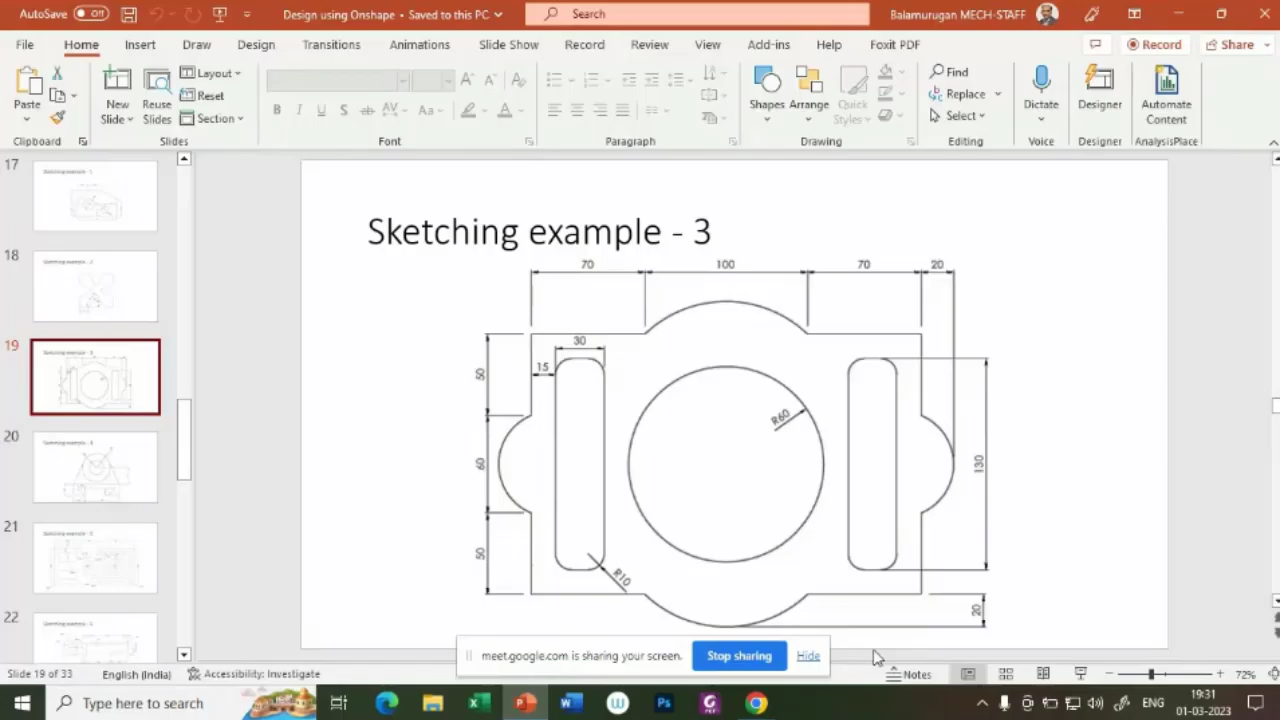 AutoSave Off Design using Onshape • Saved to this PC Search Balamurugan MECH-STAFF
File Home Insert Draw Design Transitions Animations Slide Show Record Review View Add-ins Help Foxit PDF Record Share
Paste
Clipboard
New Slide
Reuse Slides
Layout
Reset
Section
Slides
B I U S ab AV Aa A
Font
Paragraph
Shapes Arrange Quick Styles
Drawing
Find
Replace
Select
Editing
Dictate
Voice
Designer
Designer
Automate Content
AnalysisPlace
17
18
19
20
21
22
Sketching example - 3
70 100 70 20
30
15
50
60
50
R60
R10
130
20
meet.google.com is sharing your screen. Stop sharing Hide
Slide 19 of 33 English (India) Accessibility: Investigate Notes 72%
Type here to search
ENG
19:31
01-03-2023